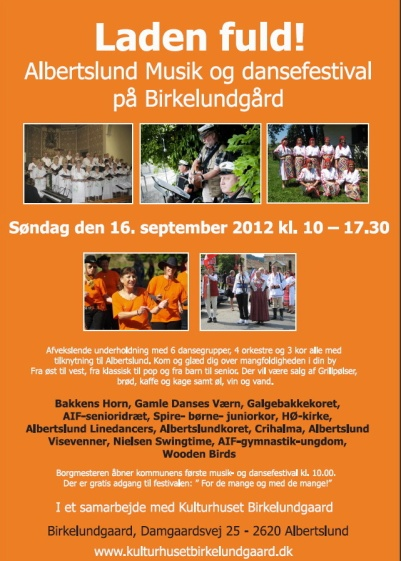 Laden fuld!
Albertslund Musik og dansefestival
på Birkelundgård
Søndag den 16. september 2012 kl. 10 – 17.30
Afvekslende underholdning med 6 dansegrupper, 4 orkestre og 3 kor alle med
tilknytning til Albertslund. Kom og glæd dig over mangfoldigheden i din by
Fra øst til vest, fra klassisk til pop og fra barn til senior. Der vil være salg af Grillpølser,
brød, kaffe og kage samt øl, vin og vand.
Bakkens Horn, Gamle Danses Værn, Galgebakkekoret,
AIF-senioridræt, Spire- børne- juniorkor, HØ-kirke,
Albertslund Linedancers, Albertslundkoret, Crihalma, Albertslund
Visevenner, Nielsen Swingtime, AIF-gymnastik-ungdom,
Wooden Birds
Borgmesteren åbner kommunens første musik- og dansefestival kl. 10.00.
Der er gratis adgang til festivalen: ” For de mange og med de mange!”
I et samarbejde med Kulturhuset Birkelundgaard
Birkelundgaard, Damgaardsvej 25 - 2620 Albertslund
www.kulturhusetbirkelundgaard.dk